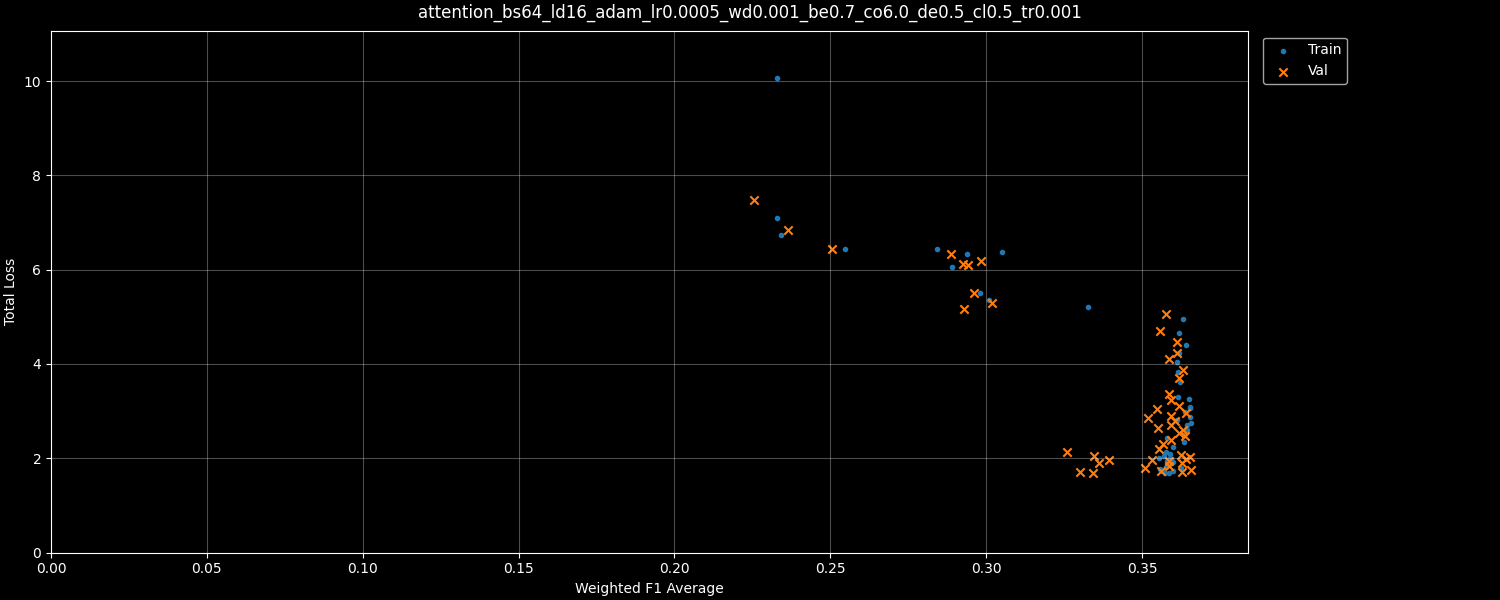 attention_bs64_ld16_adam_lr0.0005_wd0.001_be0.7_co6.0_de0.5_cl0.5_tr0.001
Train
Val
Total Loss
10
8
6
4
2
0
0.00 0.05 0.10 0.15 0.20 0.25 0.30 0.35
Weighted F1 Average